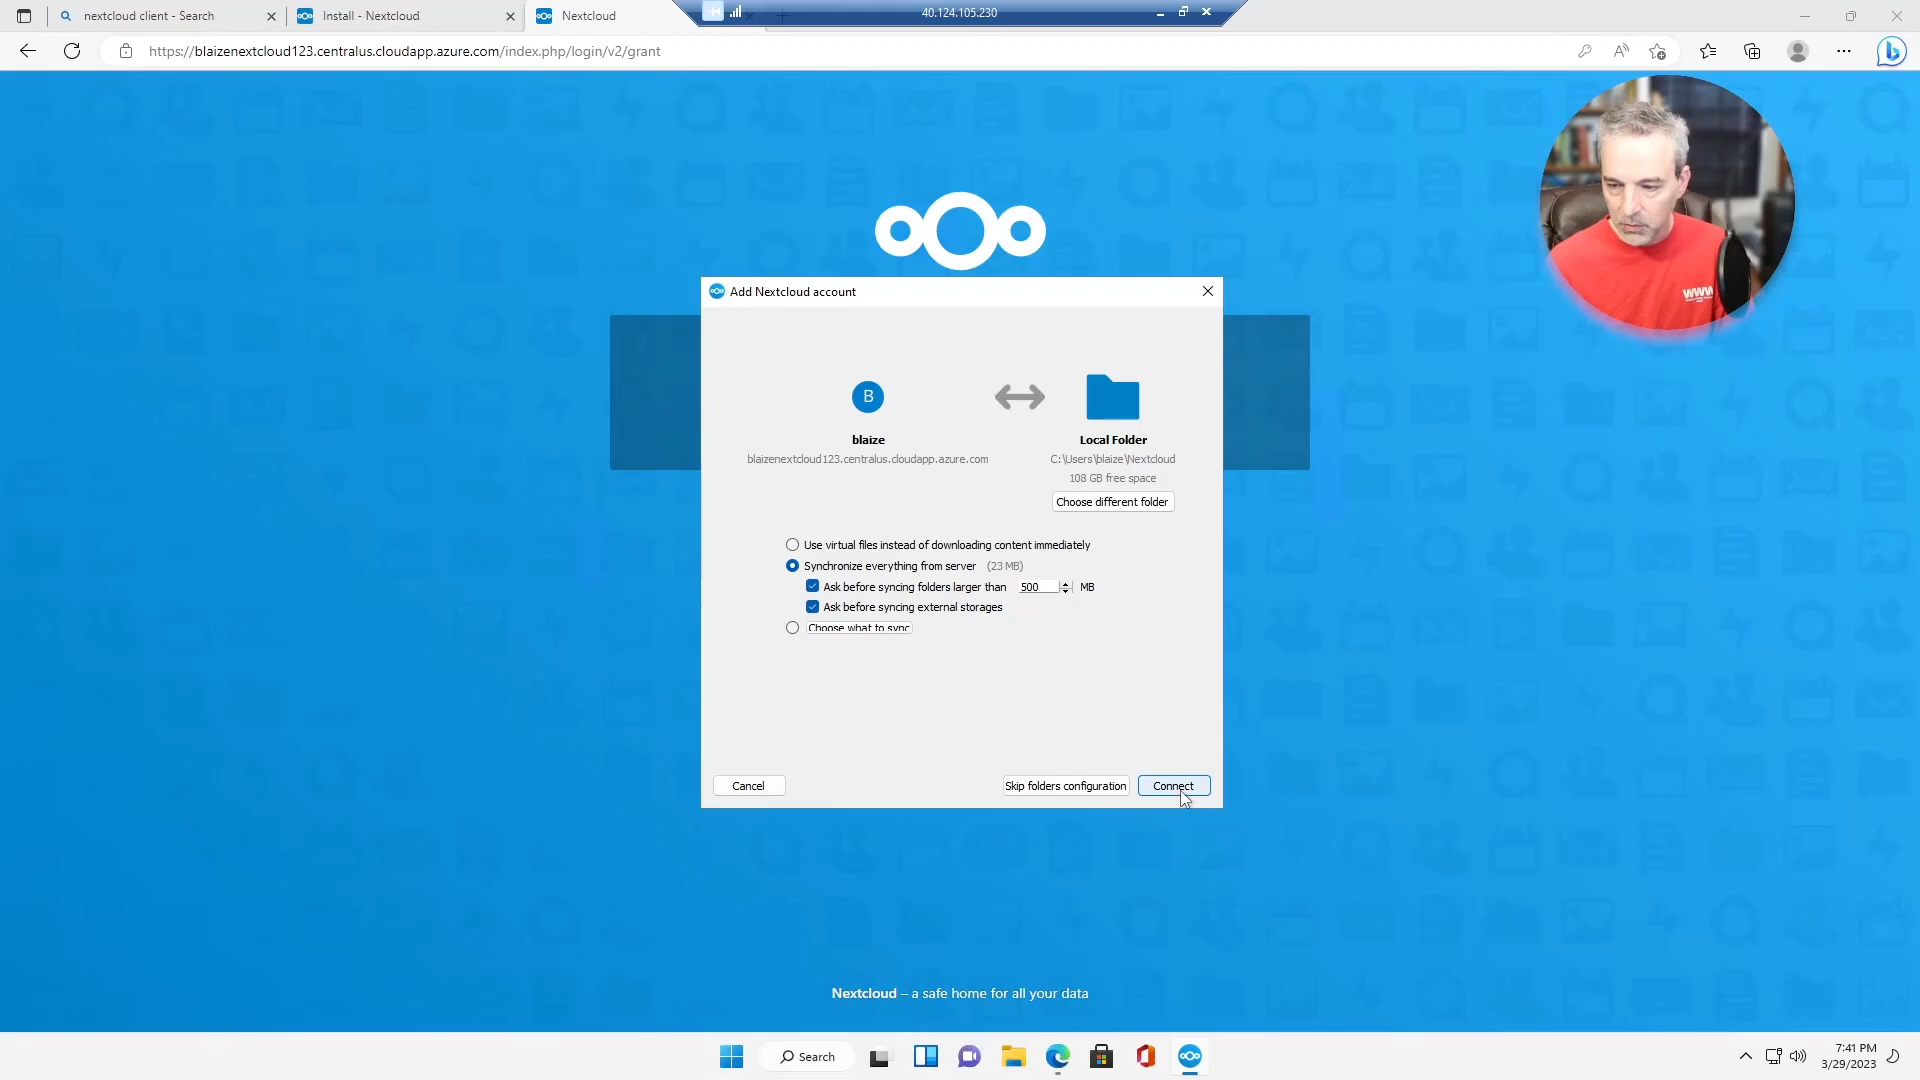 nextcloud client - Search
Install - Nextcloud
Nextcloud
40.124.105.230
https://blaizenextcloud123.centralus.cloudapp.azure.com/index.php/login/v2/grant
WWW
Add Nextcloud account
B
blaize
blaizenextcloud123.centralus.cloudapp.azure.com
Local Folder
C:\Users\blaize\Nextcloud
108 GB free space
Choose different folder
Use virtual files instead of downloading content immediately
Synchronize everything from server (23 MB)
Ask before syncing folders larger than 500 MB
Ask before syncing external storages
Choose what to sync
Cancel
Skip folders configuration
Connect
Nextcloud – a safe home for all your data
Search
7:41 PM
3/29/2023